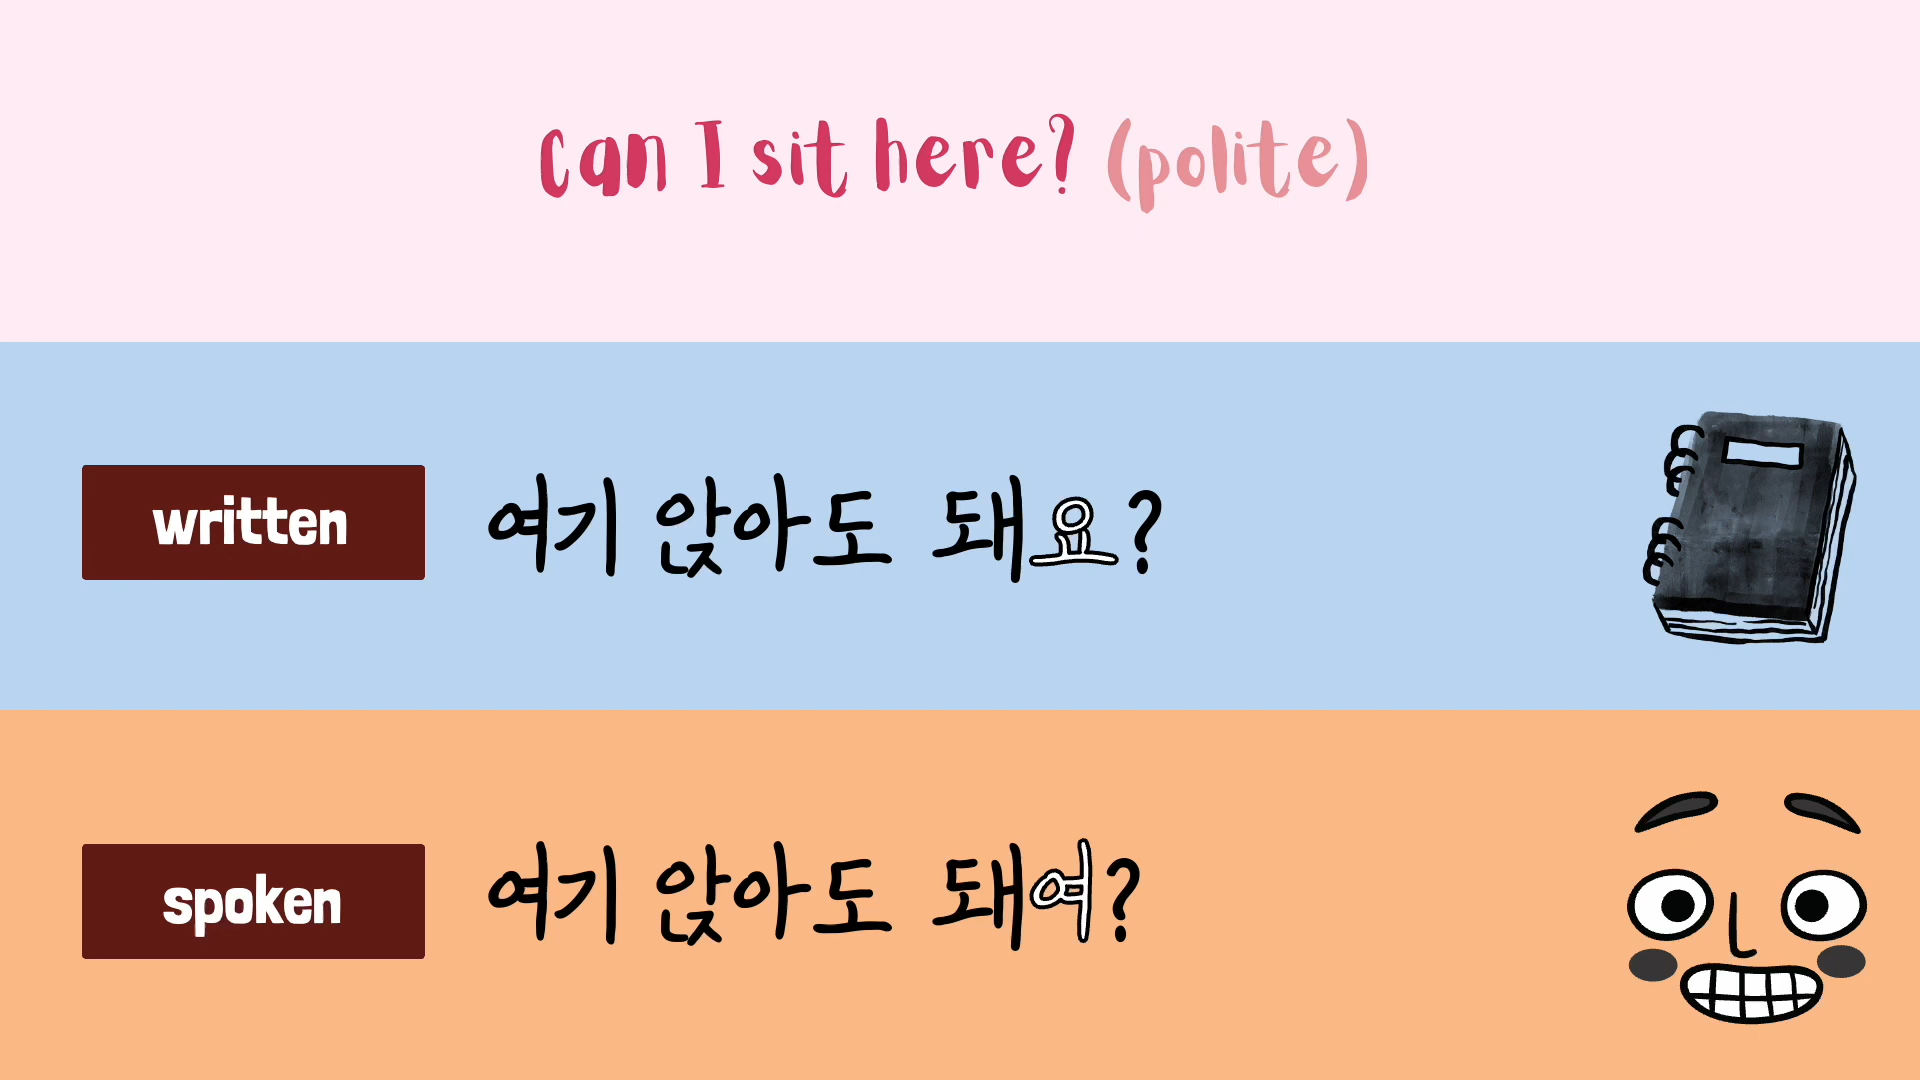 Can I sit here? (polite)
written
여기 앉아도 돼요?
spoken
여기 앉아도 돼여?